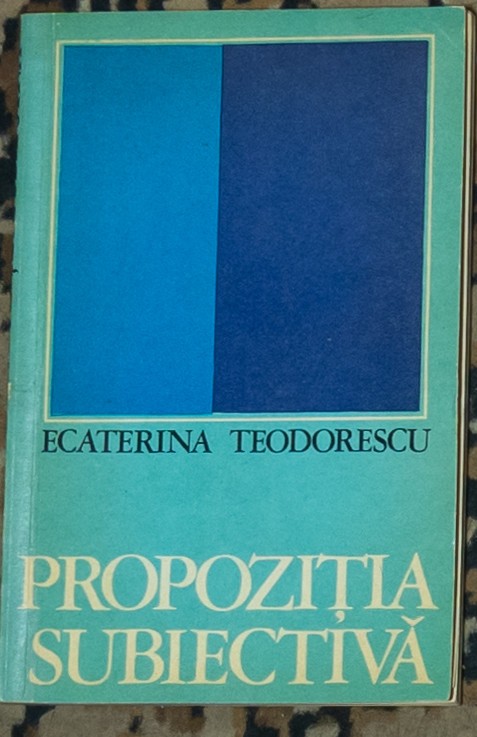 ECATERINA TEODORESCU
PROPOZIȚIA
SUBIECTIVĂ